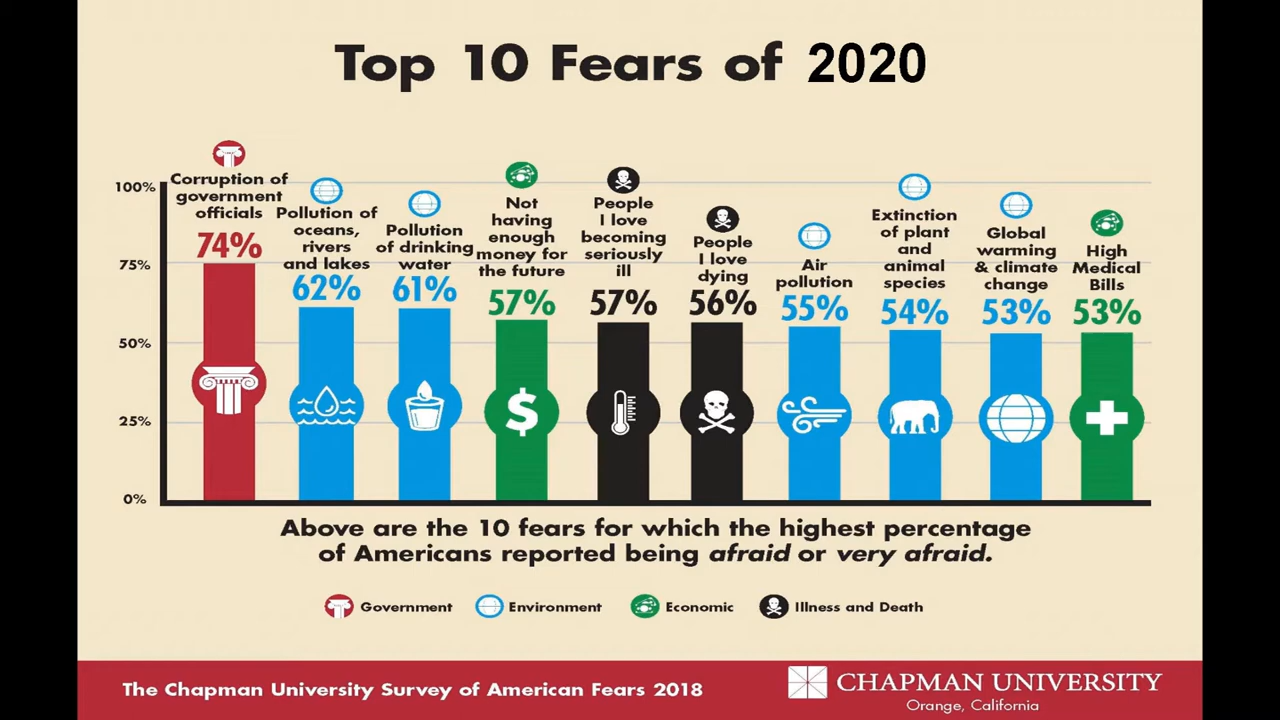 Top 10 Fears of 2020
100%
75%
50%
25%
0%
Corruption of
government
officials
74%
Pollution of
oceans,
rivers
and lakes
62%
Pollution
of drinking
water
61%
Not
having
enough
money for
the future
57%
People
I love
becoming
seriously
ill
57%
People
I love
dying
56%
Air
pollution
55%
Extinction
of plant
and
animal
species
54%
Global
warming
& climate
change
53%
High
Medical
Bills
53%
$
Above are the 10 fears for which the highest percentage
of Americans reported being afraid or very afraid.
Government
Environment
Economic
Illness and Death
The Chapman University Survey of American Fears 2018
CHAPMAN UNIVERSITY
Orange, California